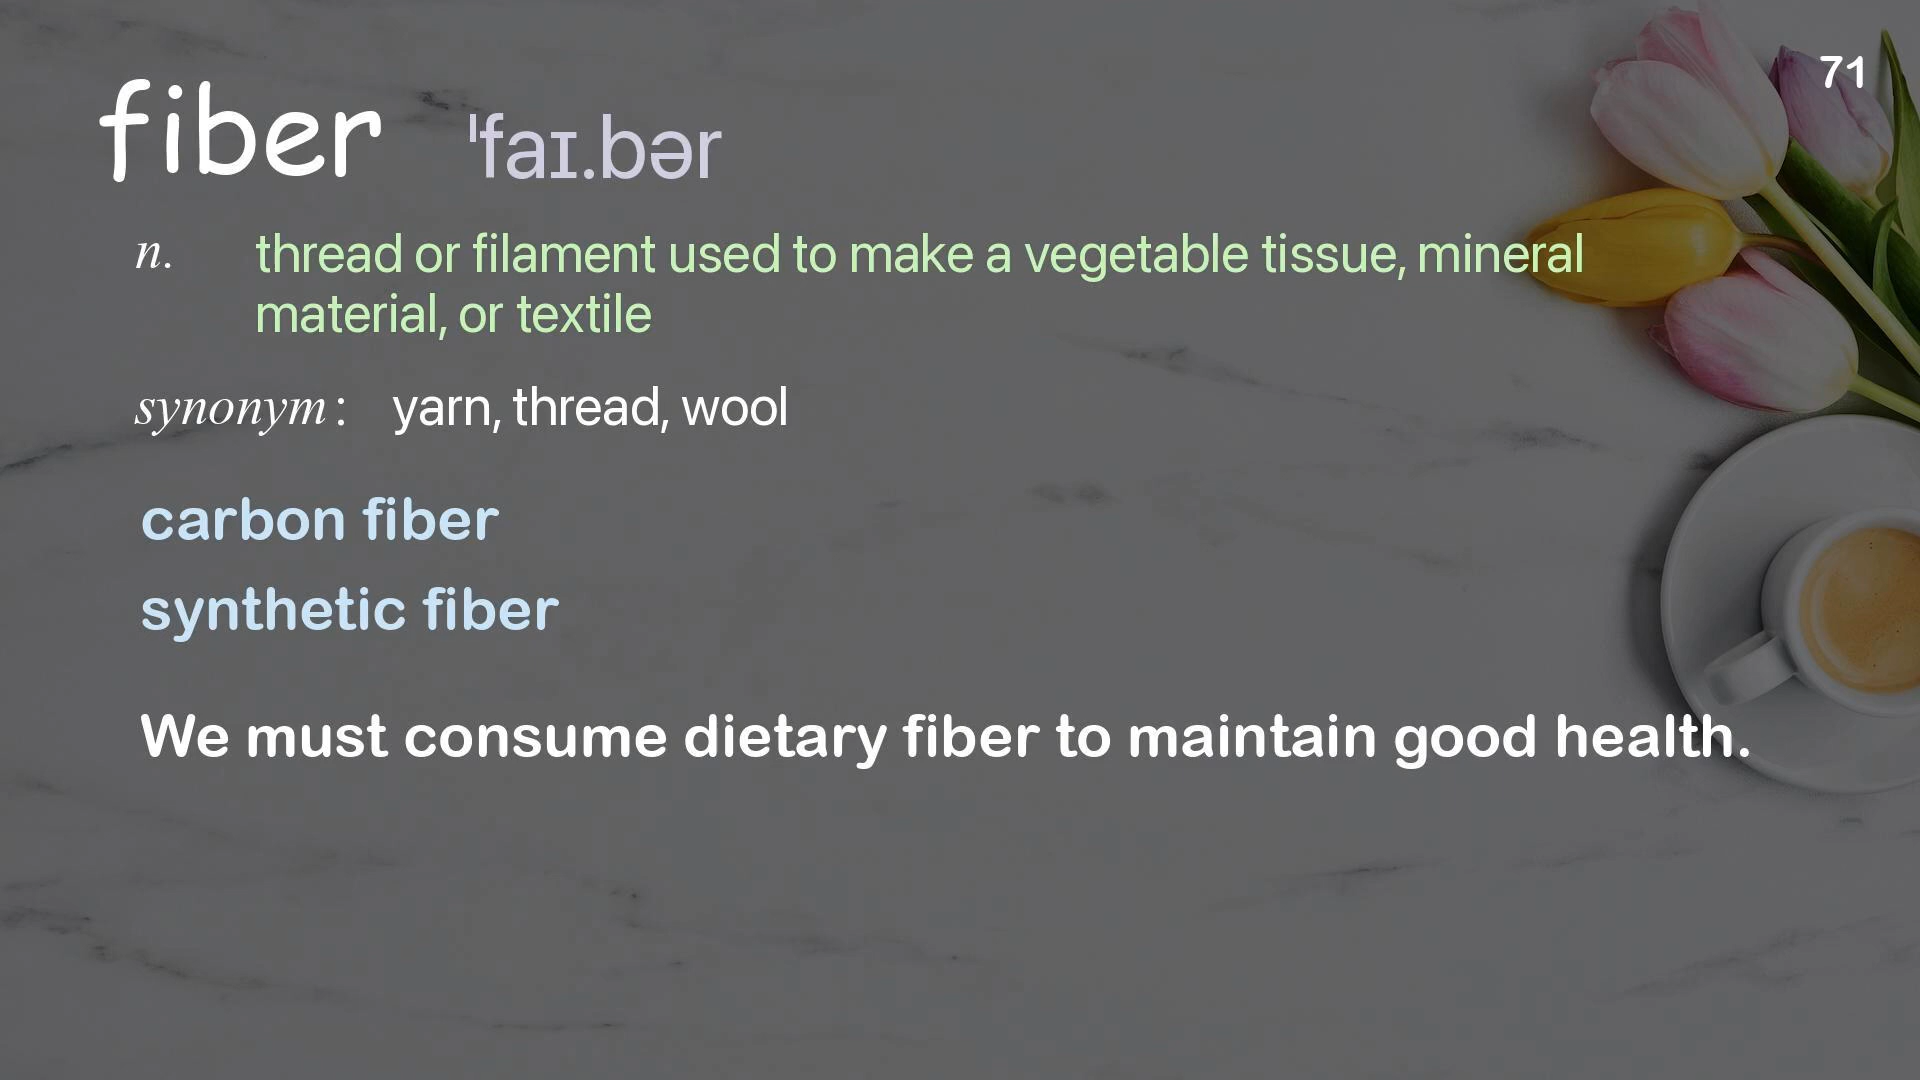 71
fiber ˈfaɪ.bər
n. thread or filament used to make a vegetable tissue, mineral
material, or textile
synonym: yarn, thread, wool
carbon fiber
synthetic fiber
We must consume dietary fiber to maintain good health.